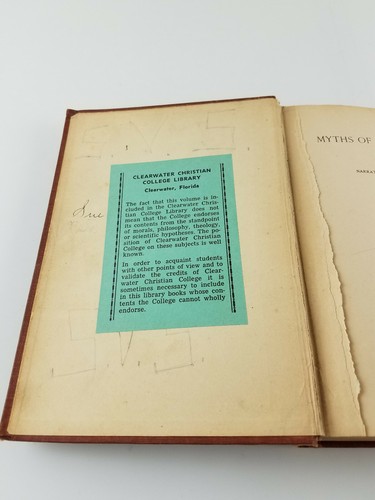 CLEARWATER CHRISTIAN
COLLEGE LIBRARY
Clearwater, Florida
The fact that this volume is in-
cluded in the Clearwater Chris-
tian College Library does not
mean that the College endorses
its contents from the standpoint
of morals, philosophy, theology,
or scientific hypotheses. The po-
sition of Clearwater Christian
College on these subjects is well
known.
In order to acquaint students
with other points of view and to
validate the credits of Clear-
water Christian College it is
sometimes necessary to include
in this library books whose con-
tents the College cannot wholly
endorse.
MYTHS OF